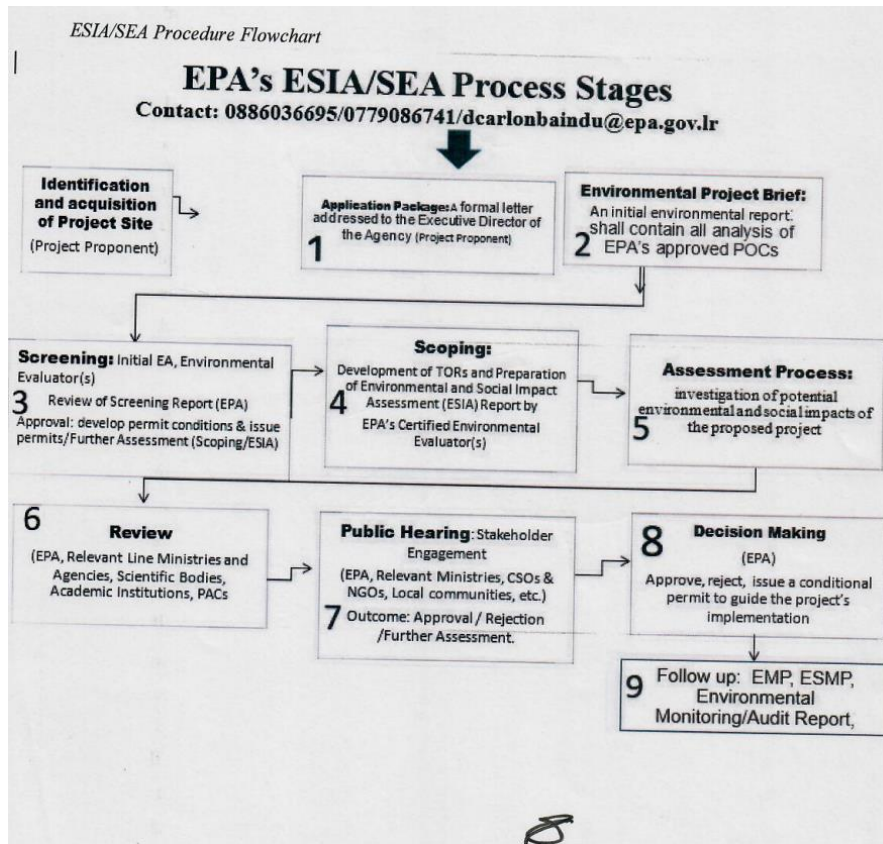 ESIA/SEA Procedure Flowchart
EPA's ESIA/SEA Process Stages
Contact: 0886036695/0779086741/dcarlonbaindu@epa.gov.lr
Identification
and acquisition
of Project Site
(Project Proponent)
1
Application Package: A formal letter
addressed to the Executive Director of
the Agency (Project Proponent)
2
Environmental Project Brief:
An initial environmental report:
shall contain all analysis of
EPA's approved POCs
3
Screening: Initial EA, Environmental
Evaluator(s)
Review of Screening Report (EPA)
Approval: develop permit conditions & issue
permits/Further Assessment (Scoping/ESIA)
4
Scoping:
Development of TORs and Preparation
of Environmental and Social Impact
Assessment (ESIA) Report by
EPA's Certified Environmental
Evaluator(s)
5
Assessment Process:
investigation of potential
environmental and social impacts of
the proposed project
6
Review
(EPA, Relevant Line Ministries and
Agencies, Scientific Bodies,
Academic Institutions, PACs
7
Public Hearing: Stakeholder
Engagement
(EPA, Relevant Ministries, CSOs &
NGOs, Local communities, etc.)
Outcome: Approval / Rejection
/Further Assessment.
8
Decision Making
(EPA)
Approve, reject, issue a conditional
permit to guide the project's
implementation
9
Follow up: EMP, ESMP,
Environmental
Monitoring/Audit Report,